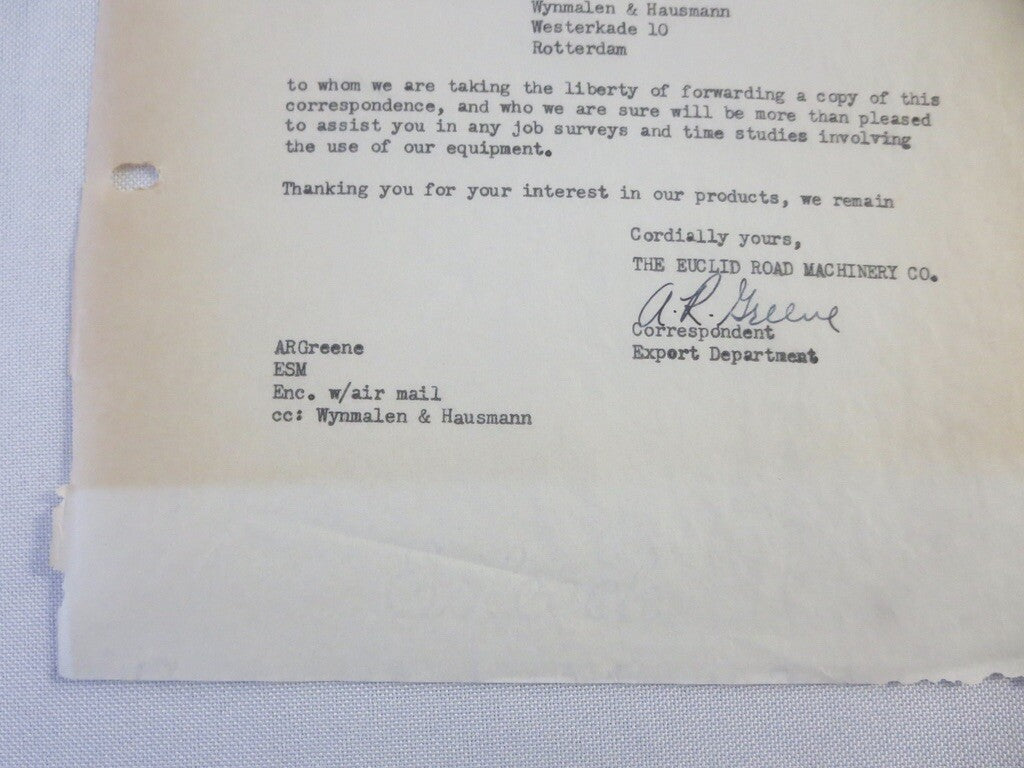 Wynmalen & Hausmann
Westerkade 10
Rotterdam
to whom we are taking the liberty of forwarding a copy of this
correspondence, and who we are sure will be more than pleased
to assist you in any job surveys and time studies involving
the use of our equipment.
Thanking you for your interest in our products, we remain
Cordially yours,
THE EUCLID ROAD MACHINERY CO.
A.R. Greene
Correspondent
Export Department
ARGreene
ESM
Enc. w/air mail
cc: Wynmalen & Hausmann